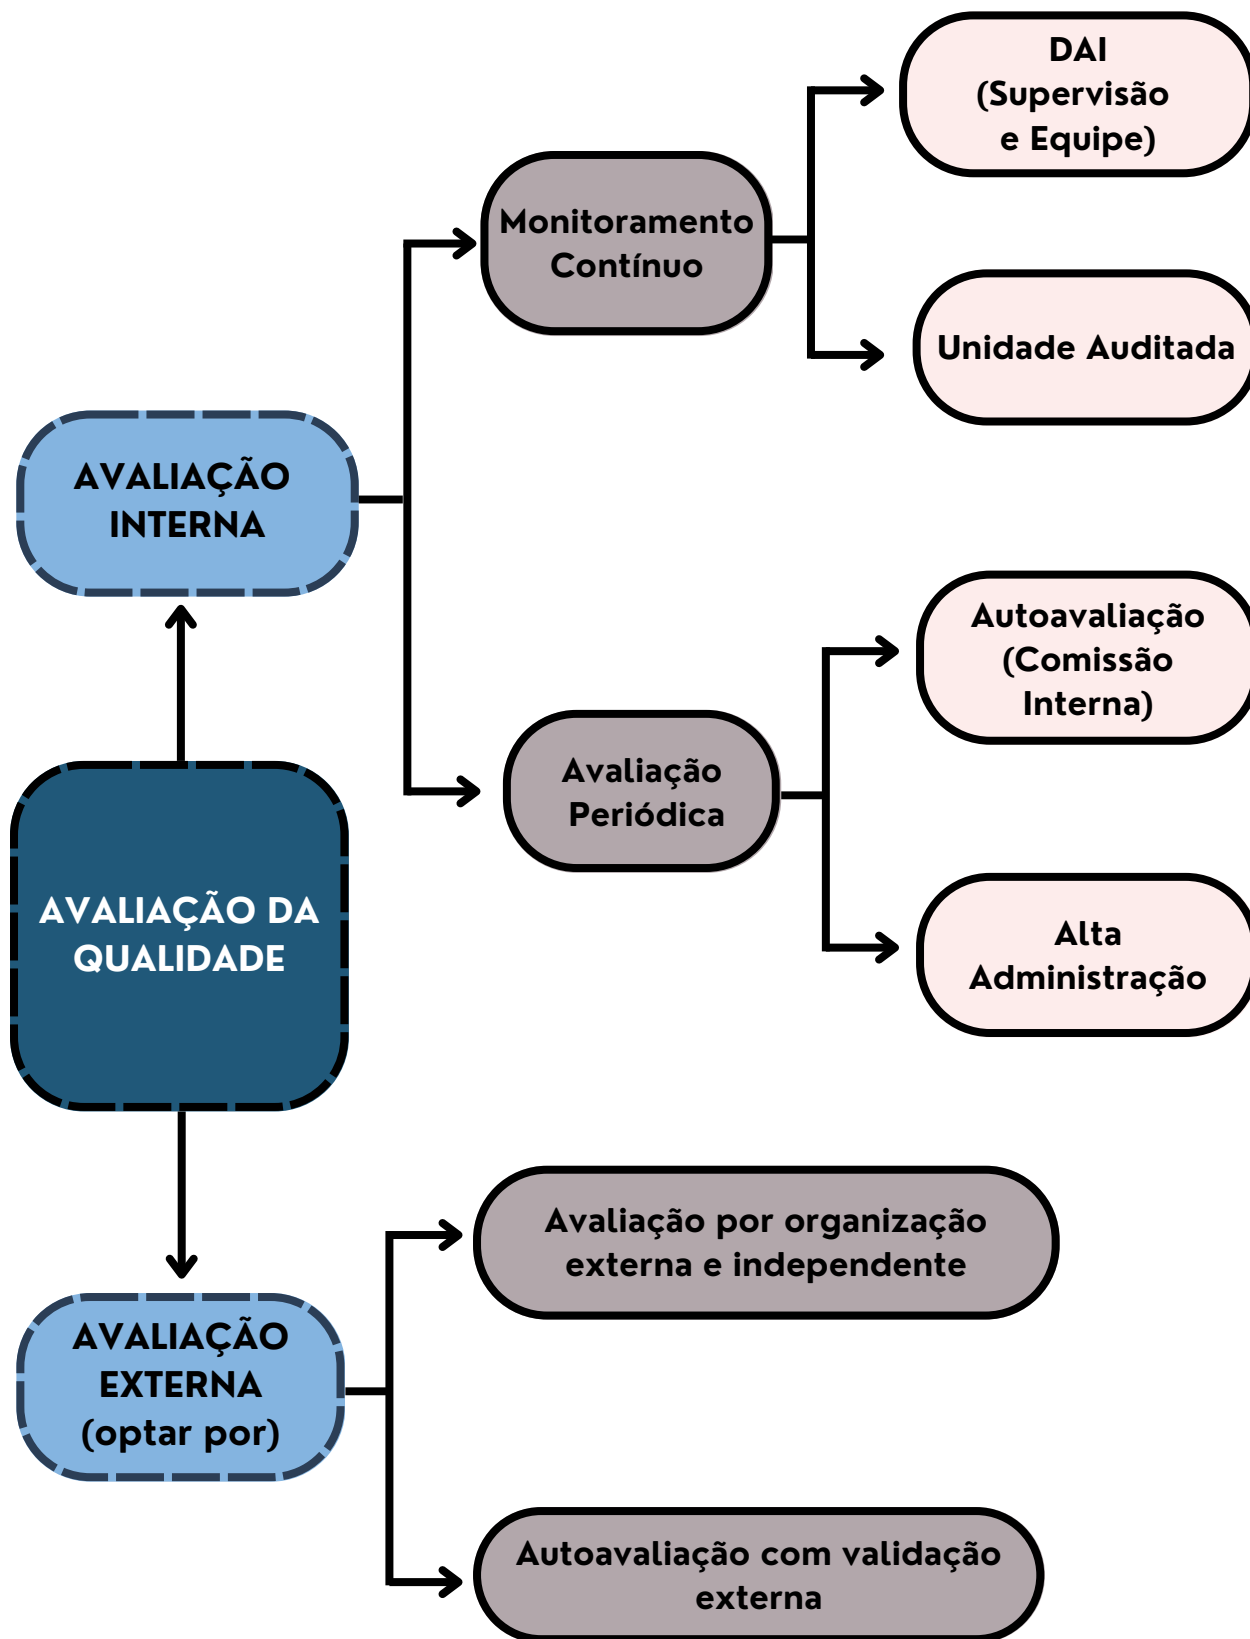 DAI
(Supervisão
e Equipe)
Monitoramento
Contínuo
Unidade Auditada
AVALIAÇÃO
INTERNA
Autoavaliação
(Comissão
Interna)
Avaliação
Periódica
AVALIAÇÃO DA
QUALIDADE
Alta
Administração
Avaliação por organização
externa e independente
AVALIAÇÃO
EXTERNA
(optar por)
Autoavaliação com validação
externa